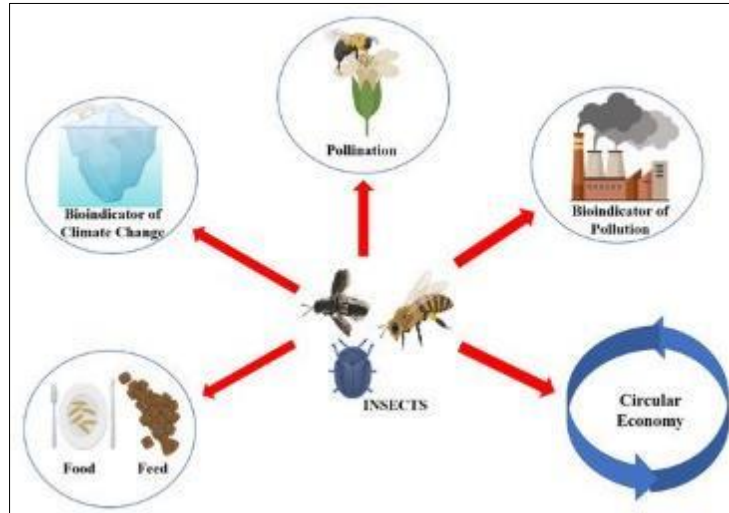 Pollination
Bioindicator of
Climate Change
Bioindicator of
Pollution
INSECTS
Food
Feed
Circular
Economy